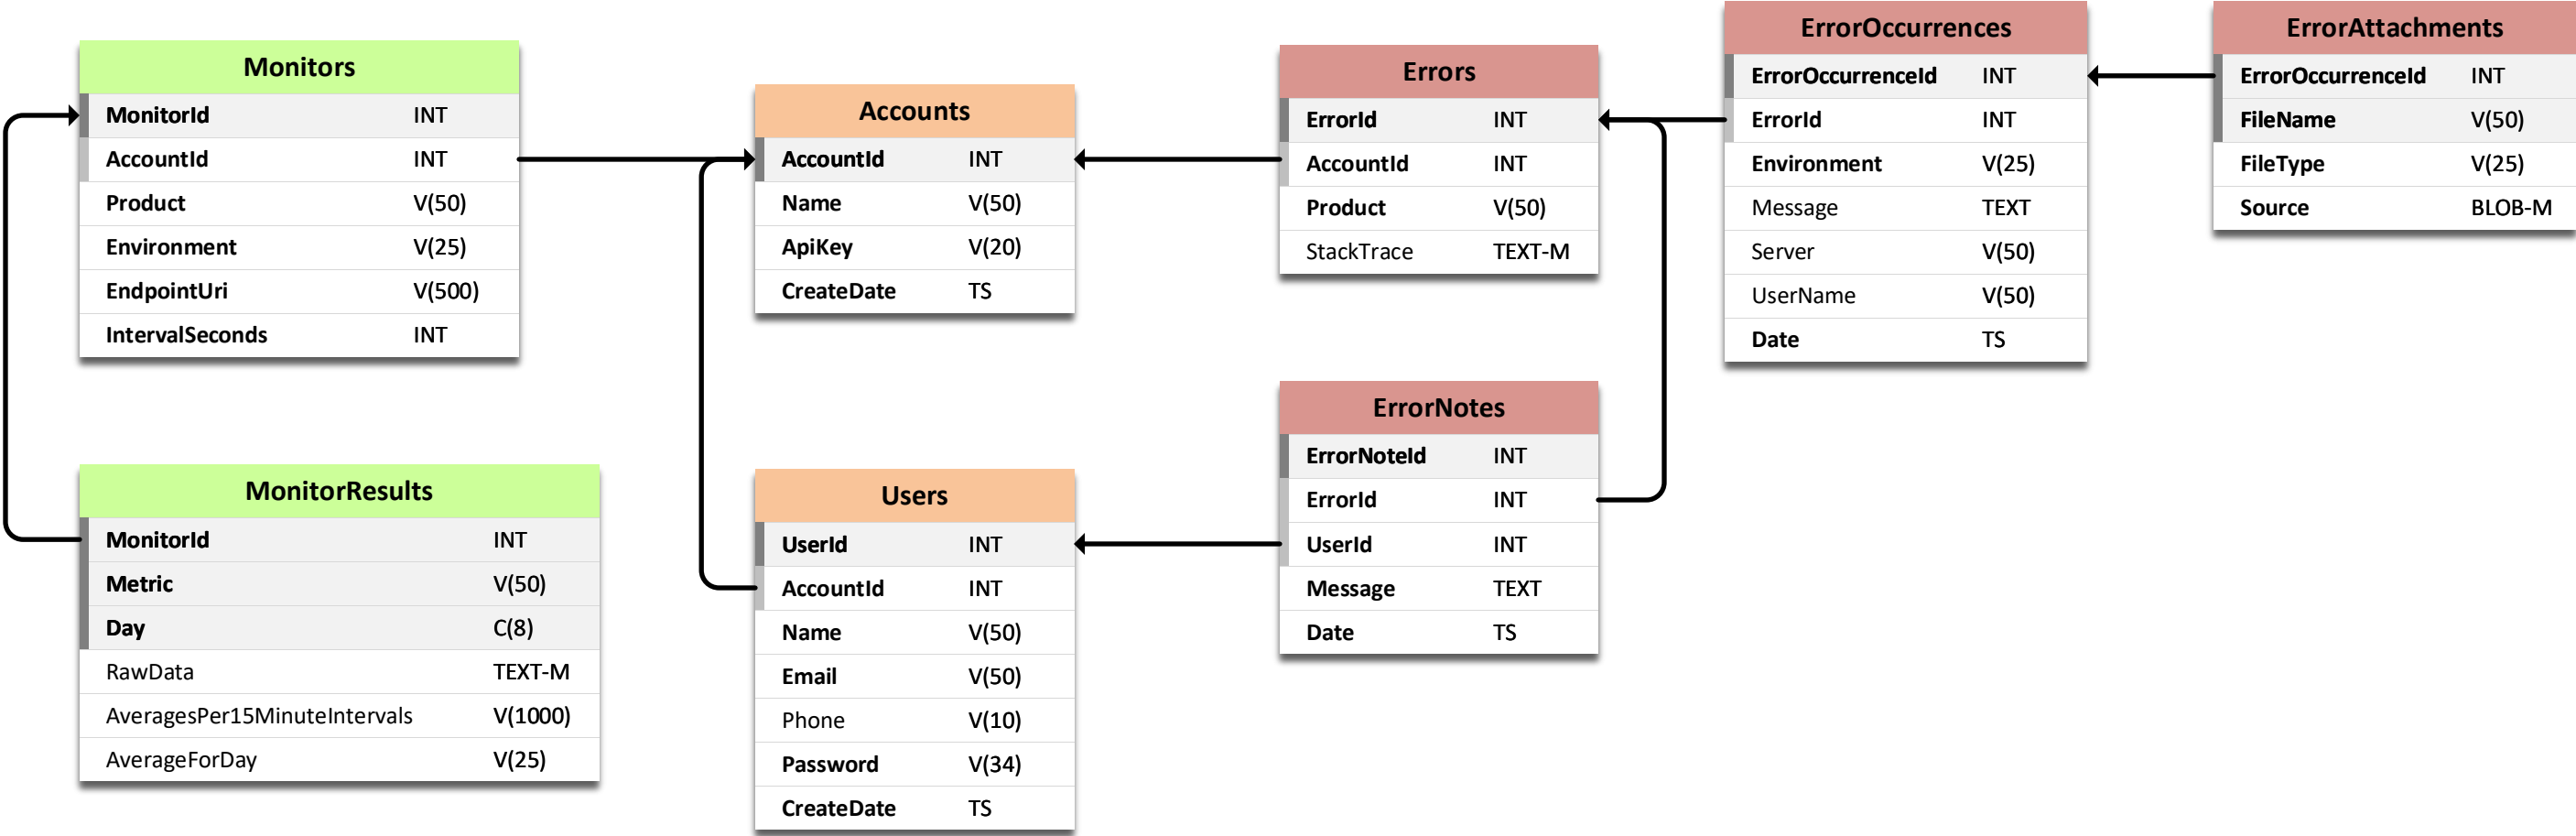 Monitors
MonitorId INT
AccountId INT
Product V(50)
Environment V(25)
EndpointUri V(500)
IntervalSeconds INT
MonitorResults
MonitorId INT
Metric V(50)
Day C(8)
RawData TEXT-M
AveragesPer15MinuteIntervals V(1000)
AverageForDay V(25)
Accounts
AccountId INT
Name V(50)
ApiKey V(20)
CreateDate TS
Users
UserId INT
AccountId INT
Name V(50)
Email V(50)
Phone V(10)
Password V(34)
CreateDate TS
Errors
ErrorId INT
AccountId INT
Product V(50)
StackTrace TEXT-M
ErrorNotes
ErrorNoteId INT
ErrorId INT
UserId INT
Message TEXT
Date TS
ErrorOccurrences
ErrorOccurrenceId INT
ErrorId INT
Environment V(25)
Message TEXT
Server V(50)
UserName V(50)
Date TS
ErrorAttachments
ErrorOccurrenceId INT
FileName V(50)
FileType V(25)
Source BLOB-M